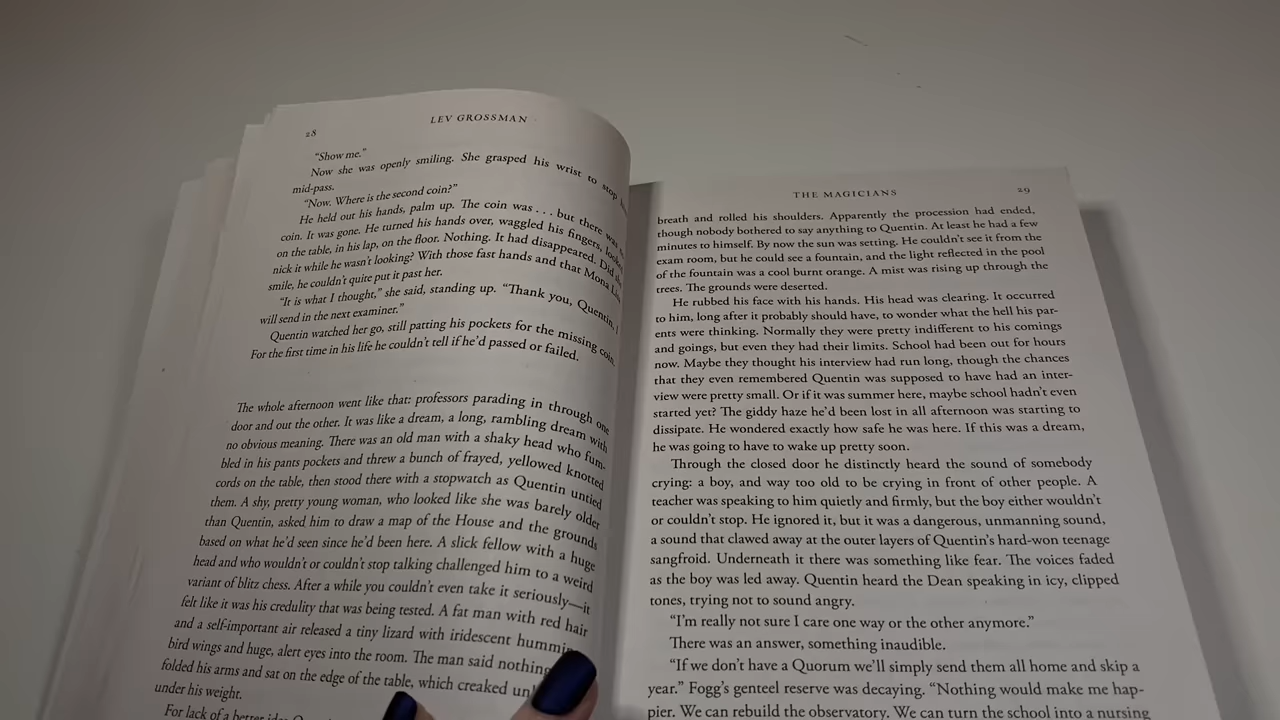 28
LEV GROSSMAN
“Show me.”
Now she was openly smiling. She grasped his wrist to stop
mid-pass.
“Now. Where is the second coin?”
He held out his hands, palm up. The coin was . . . but there was
coin. It was gone. He turned his hands over, waggled his fingers,
on the table, in his lap, on the floor. Nothing. It had disappeared. Did
nick it while he wasn’t looking? With those fast hands and that Mona
smile, he couldn’t quite put it past her.
“It is what I thought,” she said, standing up. “Thank you, Quentin, I
will send in the next examiner.”
Quentin watched her go, still patting his pockets for the missing coin.
For the first time in his life he couldn’t tell if he’d passed or failed.
The whole afternoon went like that: professors parading in through one
door and out the other. It was like a dream, a long, rambling dream with
no obvious meaning. There was an old man with a shaky head who fum-
bled in his pants pockets and threw a bunch of frayed, yellowed knotted
cords on the table, then stood there with a stopwatch as Quentin untied
them. A shy, pretty young woman, who looked like she was barely older
than Quentin, asked him to draw a map of the House and the grounds
based on what he’d seen since he’d been here. A slick fellow with a huge
head and who wouldn’t or couldn’t stop talking challenged him to a weird
variant of blitz chess. After a while you couldn’t even take it seriously—it
felt like it was his credulity that was being tested. A fat man with red hair
and a self-important air released a tiny lizard with iridescent
bird wings and huge, alert eyes into the room. The man said nothing
folded his arms and sat on the edge of the table, which creaked
under his weight.
For lack of a better
THE MAGICIANS
29
breath and rolled his shoulders. Apparently the procession had ended,
though nobody bothered to say anything to Quentin. At least he had a few
minutes to himself. By now the sun was setting. He couldn’t see it from the
exam room, but he could see a fountain, and the light reflected in the pool
of the fountain was a cool burnt orange. A mist was rising up through the
trees. The grounds were deserted.
He rubbed his face with his hands. His head was clearing. It occurred
to him, long after it probably should have, to wonder what the hell his par-
ents were thinking. Normally they were pretty indifferent to his comings
and goings, but even they had their limits. School had been out for hours
now. Maybe they thought his interview had run long, though the chances
that they even remembered Quentin was supposed to have had an inter-
view were pretty small. Or if it was summer here, maybe school hadn’t even
started yet? The giddy haze he’d been lost in all afternoon was starting to
dissipate. He wondered exactly how safe he was here. If this was a dream,
he was going to have to wake up pretty soon.
Through the closed door he distinctly heard the sound of somebody
crying: a boy, and way too old to be crying in front of other people. A
teacher was speaking to him quietly and firmly, but the boy either wouldn’t
or couldn’t stop. He ignored it, but it was a dangerous, unmanning sound,
a sound that clawed away at the outer layers of Quentin’s hard-won teenage
sangfroid. Underneath it there was something like fear. The voices faded
as the boy was led away. Quentin heard the Dean speaking in icy, clipped
tones, trying not to sound angry.
“I’m really not sure I care one way or the other anymore.”
There was an answer, something inaudible.
“If we don’t have a Quorum we’ll simply send them all home and skip a
year.” Fogg’s genteel reserve was decaying. “Nothing would make me hap-
pier. We can rebuild the observatory. We can turn the school into a nursing